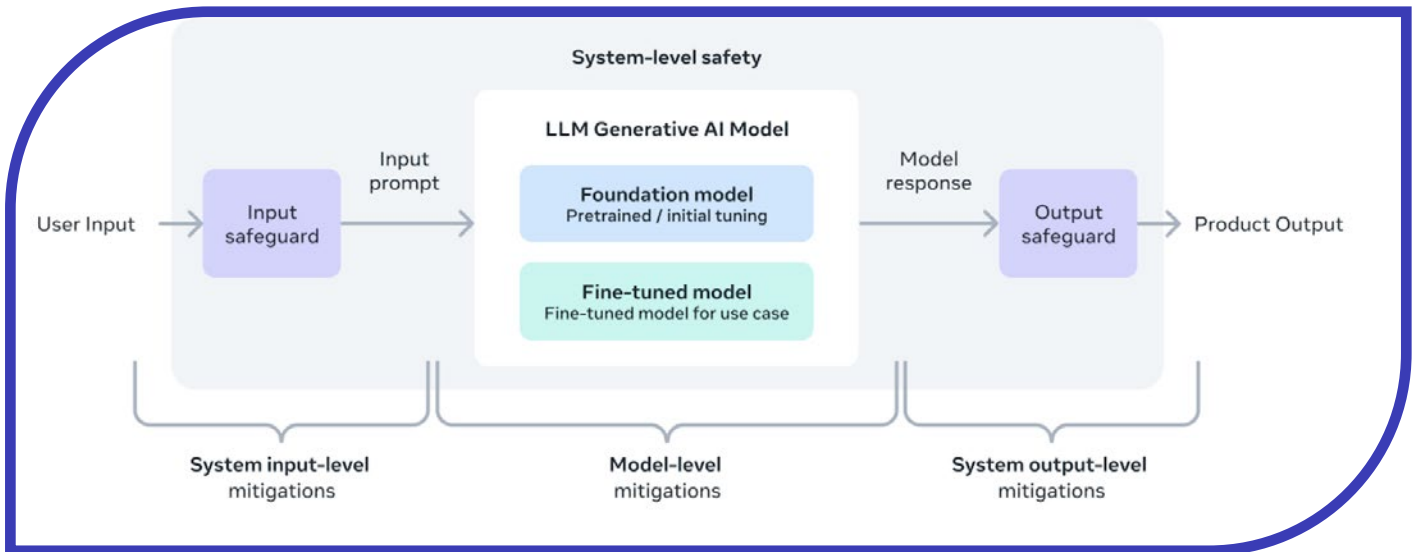 System-level safety
LLM Generative AI Model
Input
prompt
Model
response
Foundation model
Pretrained / initial tuning
User Input
Input
safeguard
Output
safeguard
Product Output
Fine-tuned model
Fine-tuned model for use case
System input-level
mitigations
Model-level
mitigations
System output-level
mitigations